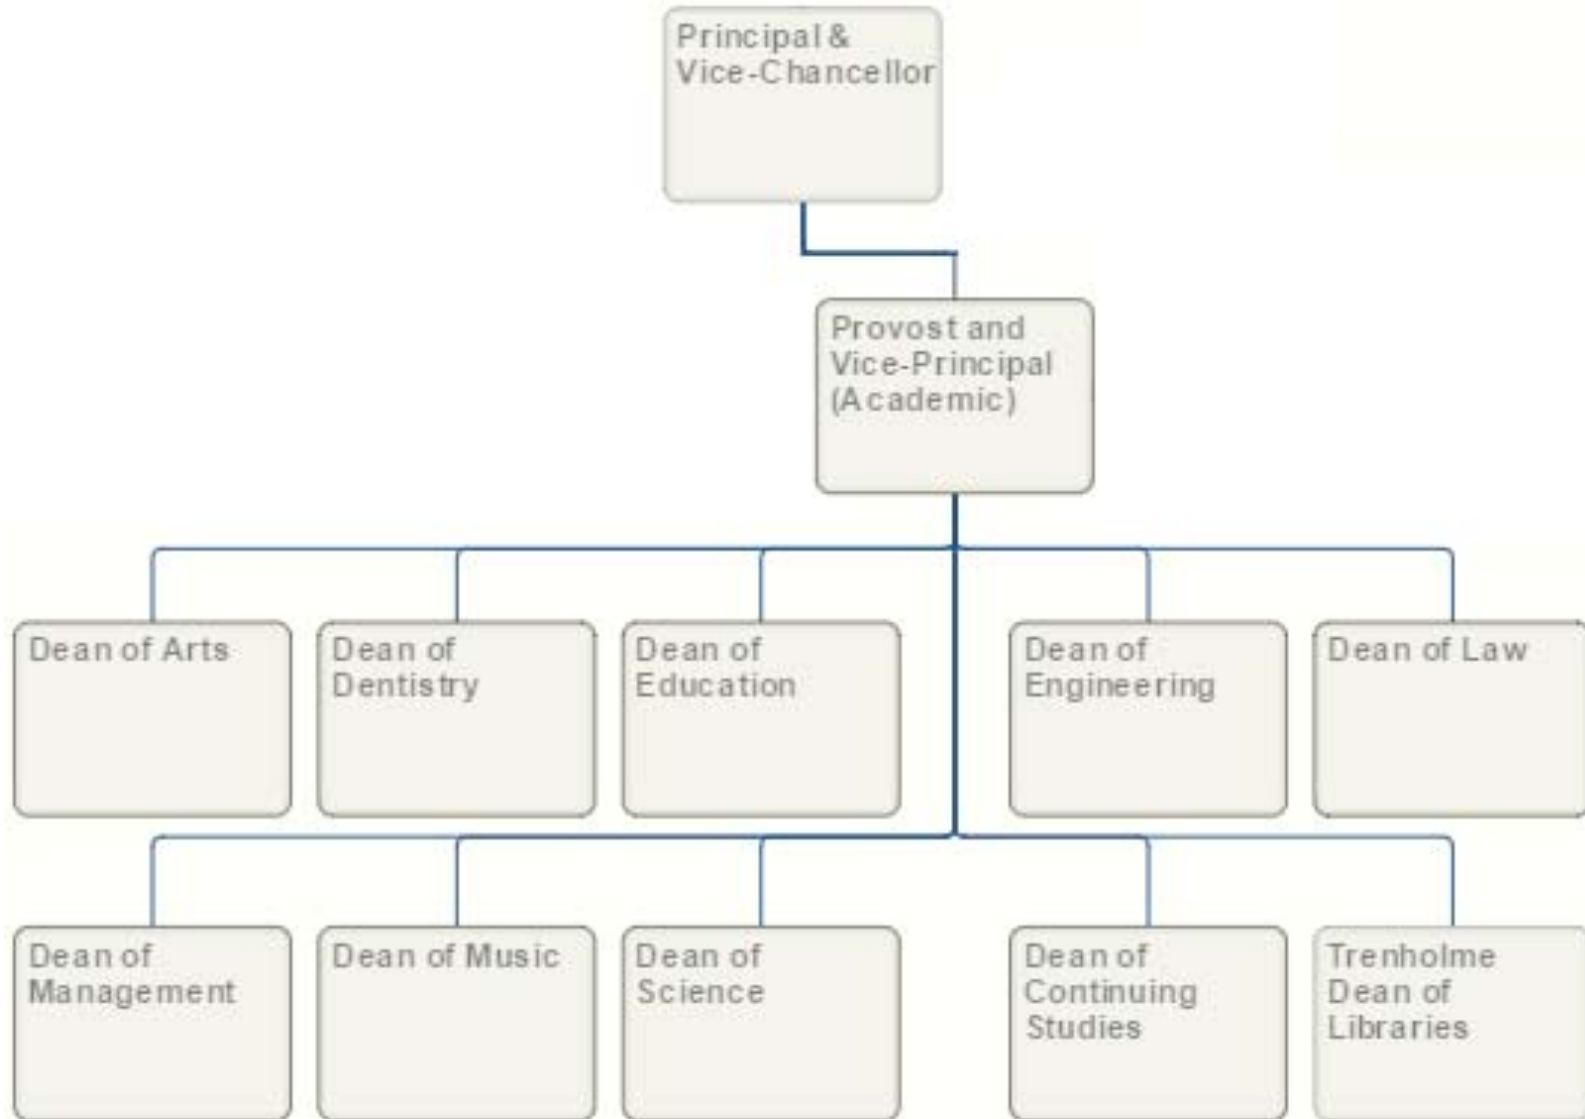 Principal &
Vice-Chancellor
Provost and
Vice-Principal
(Academic)
Dean of Arts
Dean of
Dentistry
Dean of
Education
Dean of
Engineering
Dean of Law
Dean of
Management
Dean of Music
Dean of
Science
Dean of
Continuing
Studies
Trenholme
Dean of
Libraries